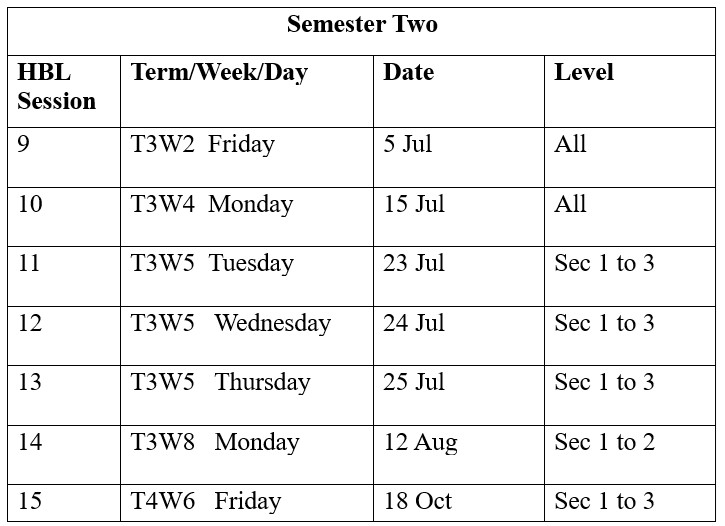 Semester Two
HBL Session Term/Week/Day Date Level
9 T3W2 Friday 5 Jul All
10 T3W4 Monday 15 Jul All
11 T3W5 Tuesday 23 Jul Sec 1 to 3
12 T3W5 Wednesday 24 Jul Sec 1 to 3
13 T3W5 Thursday 25 Jul Sec 1 to 3
14 T3W8 Monday 12 Aug Sec 1 to 2
15 T4W6 Friday 18 Oct Sec 1 to 3